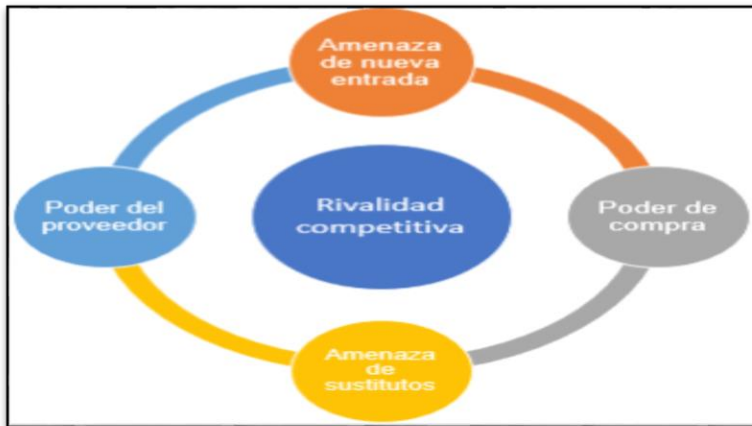 Amenaza
de nueva
entrada
Poder del
proveedor
Rivalidad
competitiva
Poder de
compra
Amenaza
de
sustitutos